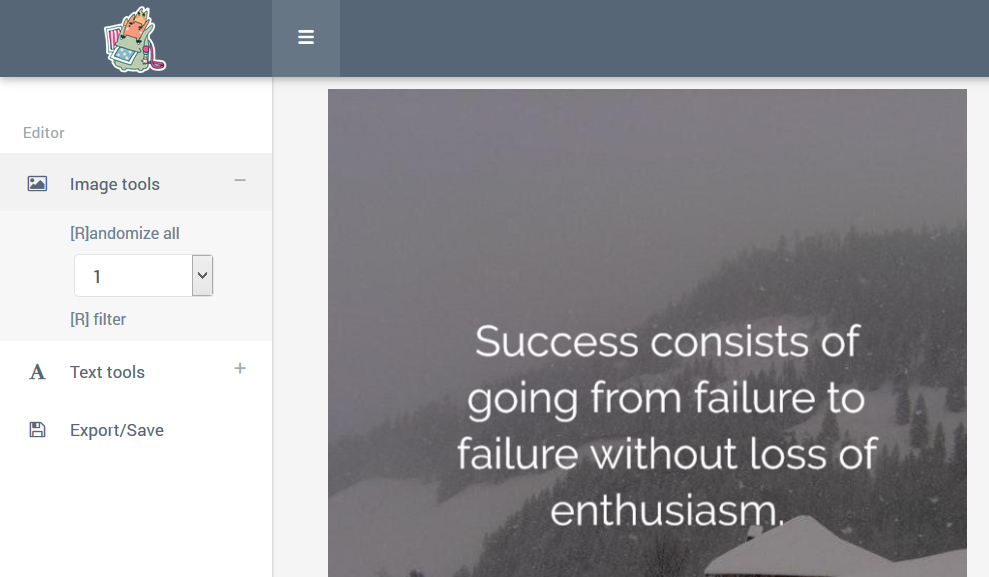 Editor
Image tools
[R]andomize all
1
[R] filter
Text tools
Export/Save
Success consists of
going from failure to
failure without loss of
enthusiasm.